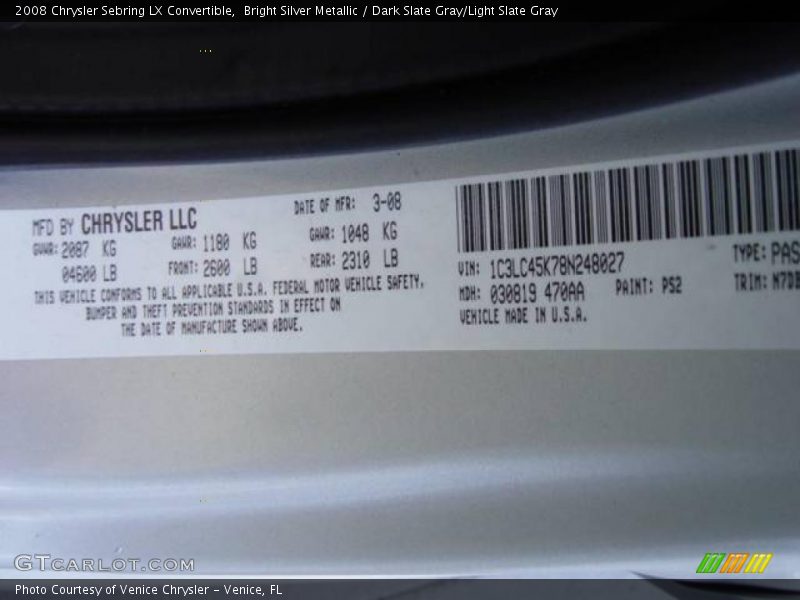 2008 Chrysler Sebring LX Convertible,  Bright Silver Metallic / Dark Slate Gray/Light Slate Gray
MFD BY CHRYSLER LLC
DATE OF MFR: 3-08
GVWR: 2087 KG
GAWR: 1180 KG
GAWR: 1048 KG
04600 LB
FRONT: 2600 LB
REAR: 2310 LB
THIS VEHICLE CONFORMS TO ALL APPLICABLE U.S.A. FEDERAL MOTOR VEHICLE SAFETY,
BUMPER AND THEFT PREVENTION STANDARDS IN EFFECT ON
THE DATE OF MANUFACTURE SHOWN ABOVE.
VIN: 1C3LC45K78N248027
TYPE: PAS
MDH: 030819 470AA
PAINT: PS2
TRIM: N7D
VEHICLE MADE IN U.S.A.
GTCARLOT.COM
Photo Courtesy of Venice Chrysler - Venice, FL